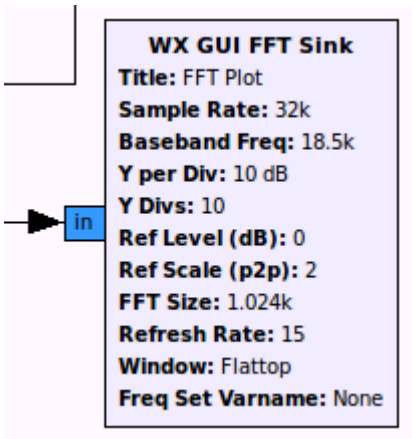 WX GUI FFT Sink
Title: FFT Plot
Sample Rate: 32k
Baseband Freq: 18.5k
Y per Div: 10 dB
Y Divs: 10
in
Ref Level (dB): 0
Ref Scale (p2p): 2
FFT Size: 1.024k
Refresh Rate: 15
Window: Flattop
Freq Set Varname: None